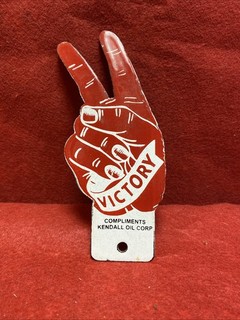 VICTORY
COMPLIMENTS
KENDALL OIL CORP